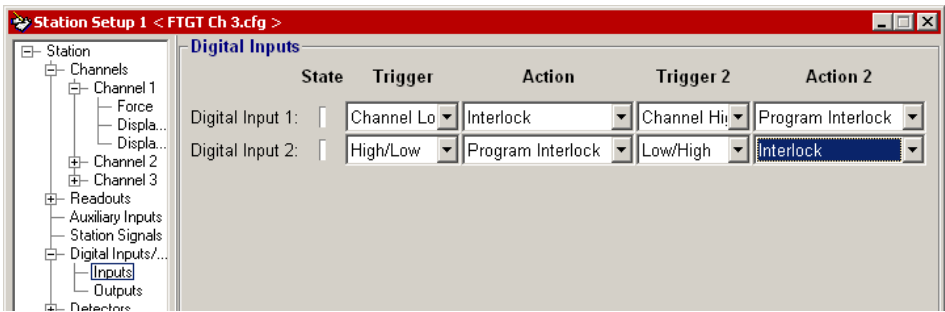 Station Setup 1 < FTGT Ch 3.cfg >
Station
Channels
Channel 1
Force
Displa...
Displa...
Channel 2
Channel 3
Readouts
Auxiliary Inputs
Station Signals
Digital Inputs/...
Inputs
Outputs
Detectors
Digital Inputs
State Trigger Action Trigger 2 Action 2
Digital Input 1: Channel Lo Interlock Channel Hig Program Interlock
Digital Input 2: High/Low Program Interlock Low/High Interlock